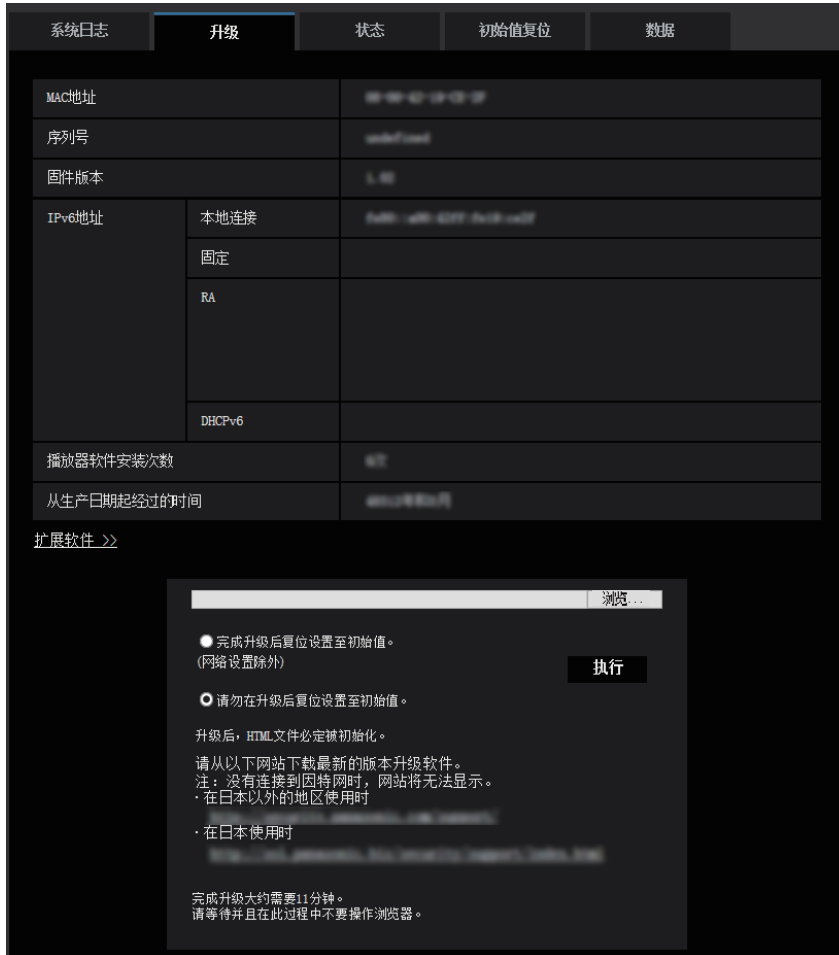 系统日志 升级 状态 初始值复位 数据
MAC地址
序列号
固件版本
IPv6地址 本地连接
固定
RA
DHCPv6
播放器软件安装次数
从生产日期起经过的时间
扩展软件 >>
浏览...
完成升级后复位设置至初始值。
(网络设置除外)
执行
请勿在升级后复位设置至初始值。
升级后，HTML文件必定被初始化。
请从以下网站下载最新的版本升级软件。
注：没有连接到因特网时，网站将无法显示。
·在日本以外的地区使用时
·在日本使用时
完成升级大约需要11分钟。
请等待并且在此过程中不要操作浏览器。